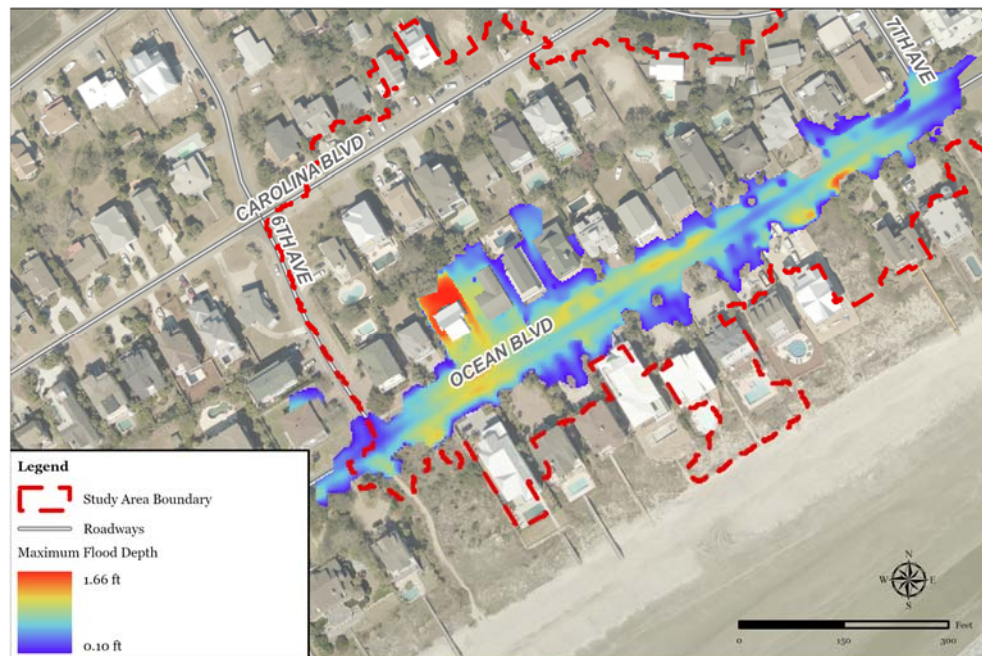 7TH AVE
CAROLINA BLVD
6TH AVE
OCEAN BLVD
Legend
Study Area Boundary
Roadways
Maximum Flood Depth
1.66 ft
0.10 ft
N
W E
S
Feet
0 150 300